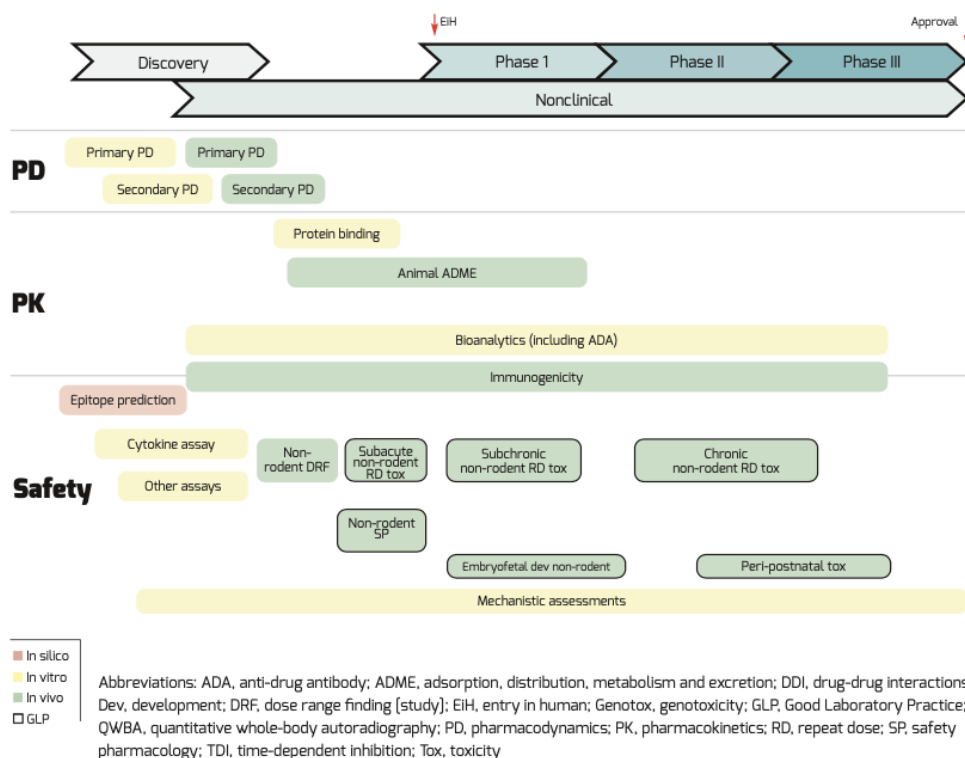 EiH
Approval
Discovery
Phase 1
Phase II
Phase III
Nonclinical
PD
Primary PD
Primary PD
Secondary PD
Secondary PD
PK
Protein binding
Animal ADME
Bioanalytics (including ADA)
Immunogenicity
Safety
Epitope prediction
Cytokine assay
Non-
rodent DRF
Subacute
non-rodent
RD tox
Subchronic
non-rodent RD tox
Chronic
non-rodent RD tox
Other assays
Non-rodent
SP
Embryofetal dev non-rodent
Peri-postnatal tox
Mechanistic assessments
In silico
In vitro
In vivo
GLP
Abbreviations: ADA, anti-drug antibody; ADME, adsorption, distribution, metabolism and excretion; DDI, drug-drug interactions
Dev, development; DRF, dose range finding [study]; EiH, entry in human; Genotox, genotoxicity; GLP, Good Laboratory Practice;
QWBA, quantitative whole-body autoradiography; PD, pharmacodynamics; PK, pharmacokinetics; RD, repeat dose; SP, safety
pharmacology; TDI, time-dependent inhibition; Tox, toxicity